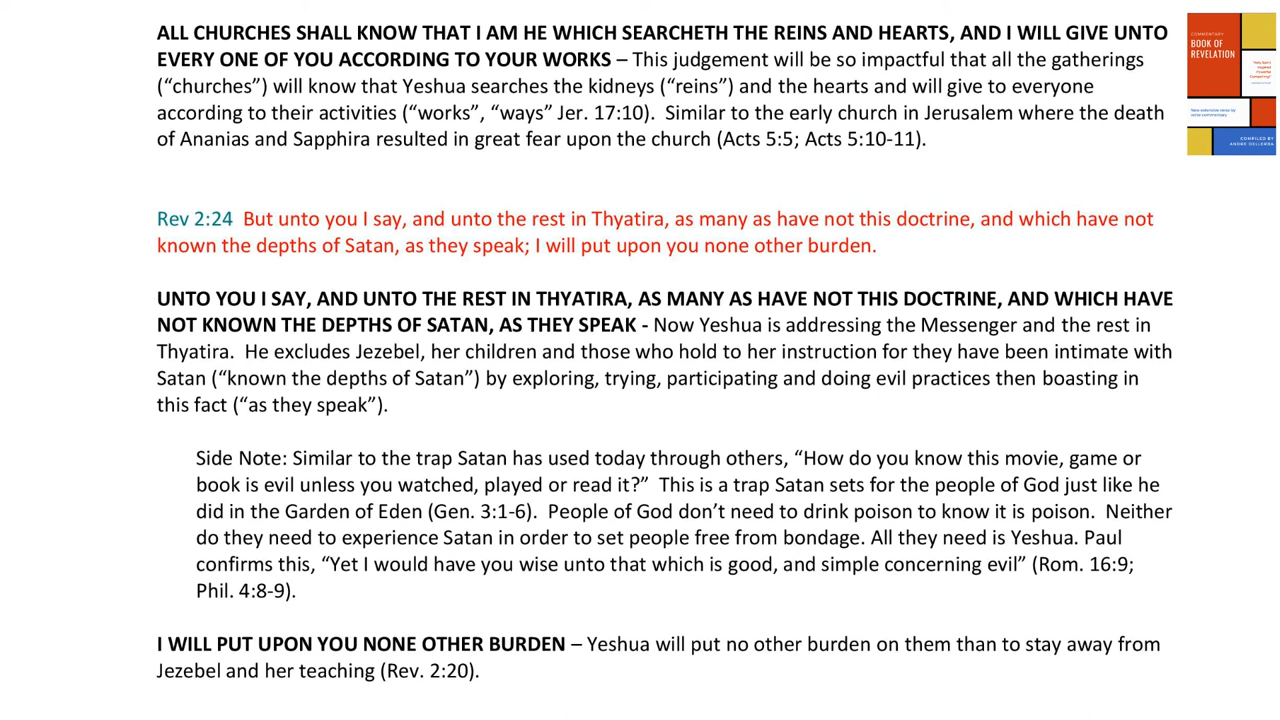 ALL CHURCHES SHALL KNOW THAT I AM HE WHICH SEARCHETH THE REINS AND HEARTS, AND I WILL GIVE UNTO
EVERY ONE OF YOU ACCORDING TO YOUR WORKS – This judgement will be so impactful that all the gatherings
(“churches”) will know that Yeshua searches the kidneys (“reins”) and the hearts and will give to everyone
according to their activities (“works”, “ways” Jer. 17:10).  Similar to the early church in Jerusalem where the death
of Ananias and Sapphira resulted in great fear upon the church (Acts 5:5; Acts 5:10-11).
COMMENTARY
BOOK OF
REVELATION
COMPILED BY
ANDRE DELLERBA
Rev 2:24  But unto you I say, and unto the rest in Thyatira, as many as have not this doctrine, and which have not
known the depths of Satan, as they speak; I will put upon you none other burden.
UNTO YOU I SAY, AND UNTO THE REST IN THYATIRA, AS MANY AS HAVE NOT THIS DOCTRINE, AND WHICH HAVE
NOT KNOWN THE DEPTHS OF SATAN, AS THEY SPEAK - Now Yeshua is addressing the Messenger and the rest in
Thyatira.  He excludes Jezebel, her children and those who hold to her instruction for they have been intimate with
Satan (“known the depths of Satan”) by exploring, trying, participating and doing evil practices then boasting in
this fact (“as they speak”).
Side Note: Similar to the trap Satan has used today through others, “How do you know this movie, game or
book is evil unless you watched, played or read it?”  This is a trap Satan sets for the people of God just like he
did in the Garden of Eden (Gen. 3:1-6).  People of God don’t need to drink poison to know it is poison.  Neither
do they need to experience Satan in order to set people free from bondage. All they need is Yeshua. Paul
confirms this, “Yet I would have you wise unto that which is good, and simple concerning evil” (Rom. 16:9;
Phil. 4:8-9).
I WILL PUT UPON YOU NONE OTHER BURDEN – Yeshua will put no other burden on them than to stay away from
Jezebel and her teaching (Rev. 2:20).